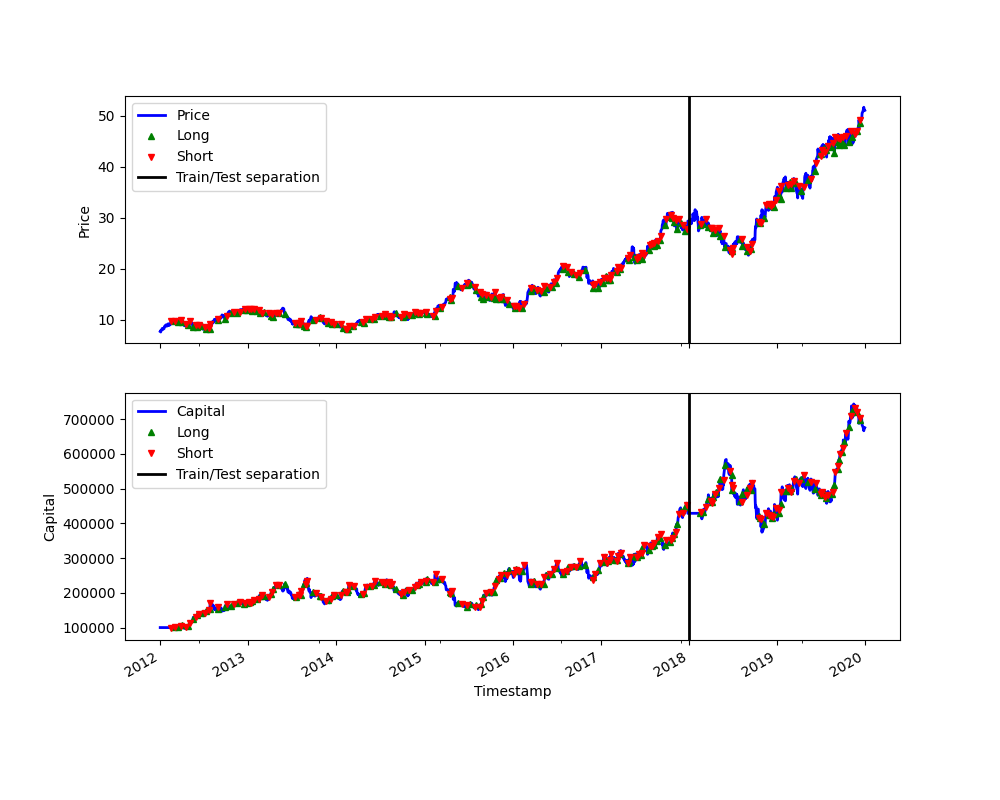 Price
Long
Short
Train/Test separation
50
40
30
20
10
Price
Capital
Long
Short
Train/Test separation
700000
600000
500000
400000
300000
200000
100000
Capital
2012 2013 2014 2015 2016 2017 2018 2019 2020
Timestamp